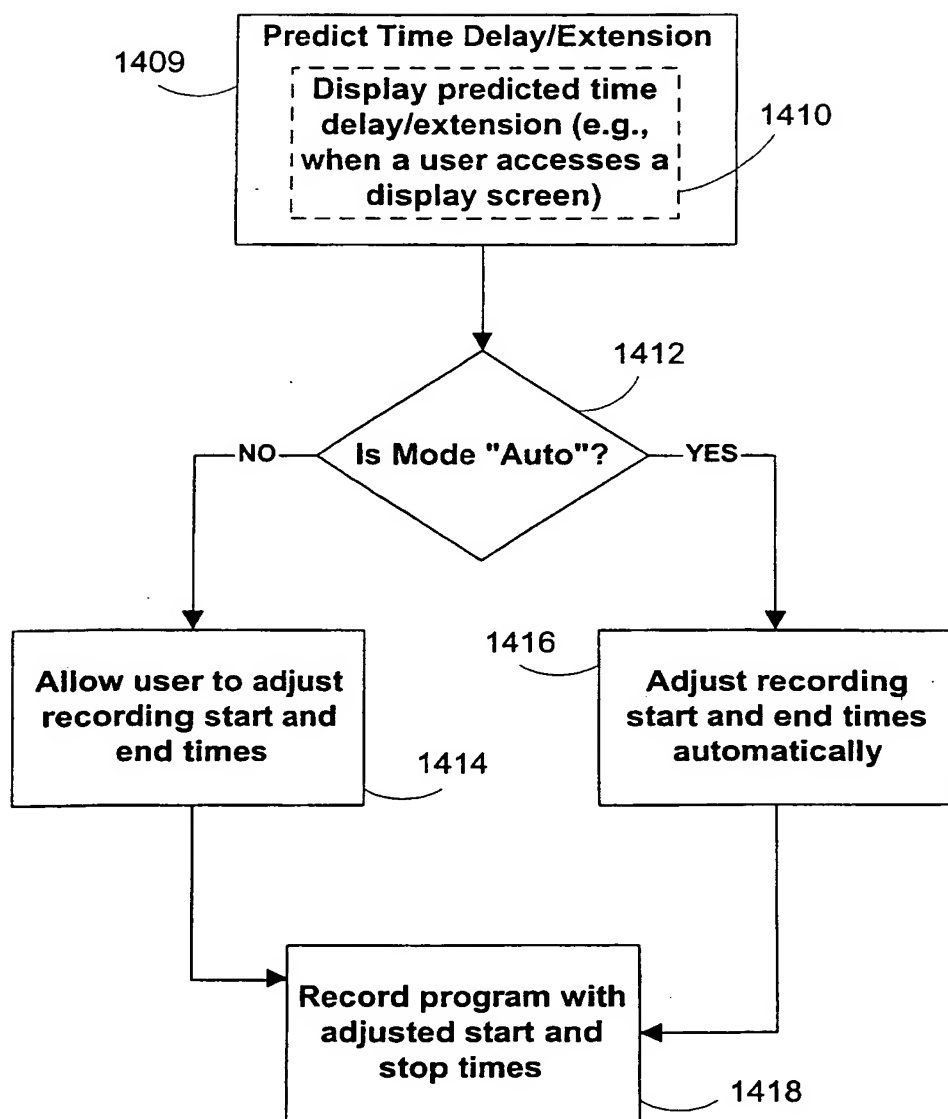 Predict Time Delay/Extension
1409
Display predicted time
delay/extension (e.g.,
when a user accesses a
display screen)
1410
1412
Is Mode "Auto"?
NO
YES
Allow user to adjust
recording start and
end times
1414
1416
Adjust recording
start and end times
automatically
Record program with
adjusted start and
stop times
1418